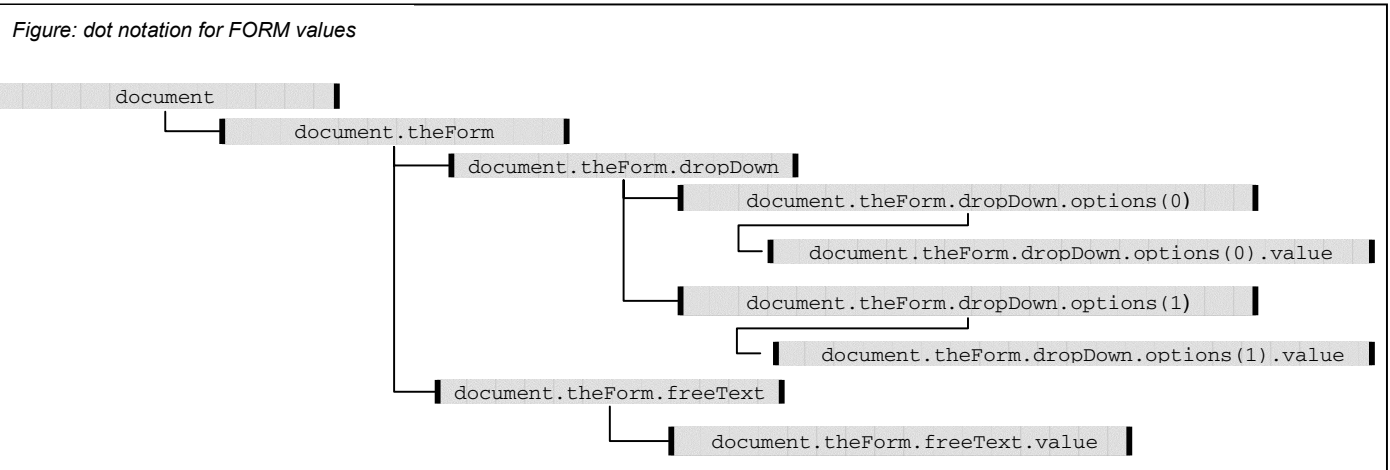 Figure: dot notation for FORM values
document
document.theForm
document.theForm.dropDown
document.theForm.dropDown.options(0)
document.theForm.dropDown.options(0).value
document.theForm.dropDown.options(1)
document.theForm.dropDown.options(1).value
document.theForm.freeText
document.theForm.freeText.value